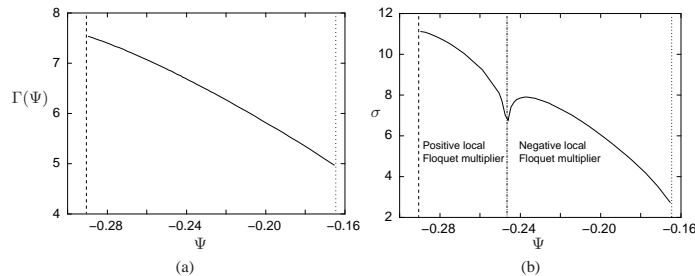 8
7
Γ(Ψ)
6
5
4
−0.28 −0.24 −0.20 −0.16
Ψ
(a)
12
10
8
σ
6
4
2
Positive local
Floquet multiplier
Negative local
Floquet multiplier
−0.28 −0.24 −0.20 −0.16
Ψ
(b)